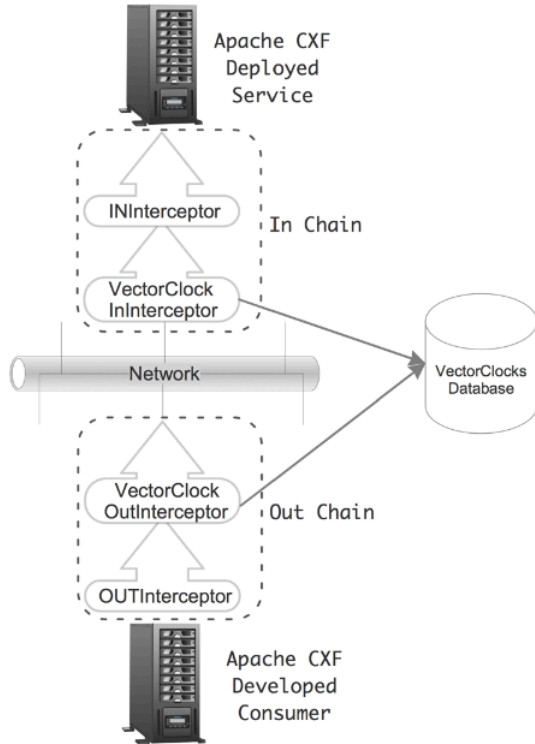 Apache CXF
Deployed
Service
INInterceptor
In Chain
VectorClock
InInterceptor
Network
VectorClocks
Database
VectorClock
OutInterceptor
Out Chain
OUTInterceptor
Apache CXF
Developed
Consumer